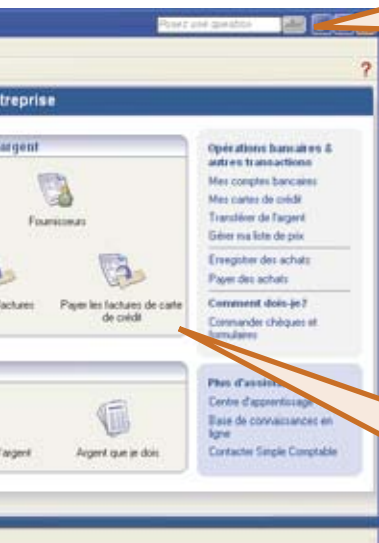 Posez une question
?
treprise
argent
Fournisseurs
factures
Payer les factures de carte
de crédit
l'argent
Argent que je dois
Opérations bancaires &
autres transactions
Mes comptes bancaires
Mes cartes de crédit
Transférer de l'argent
Gérer ma liste de prix
Enregistrer des achats
Payer des achats
Comment dois-je?
Commander chèques et
formulaires
Plus d'assist
Centre d'apprentissage
Base de connaissances en
ligne
Contacter Simple Comptable